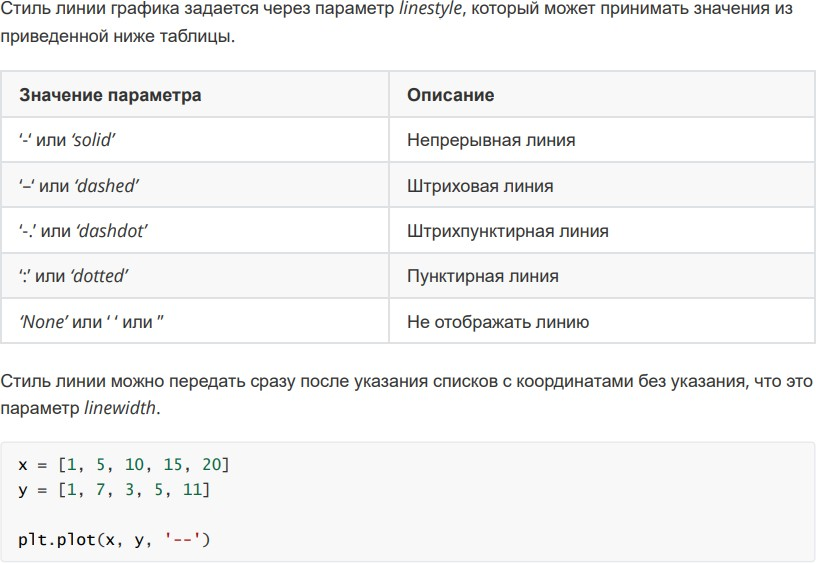 Стиль линии графика задается через параметр linestyle, который может принимать значения из
приведенной ниже таблицы.
Значение параметра Описание
‘-‘ или ‘solid’ Непрерывная линия
‘–‘ или ‘dashed’ Штриховая линия
‘-.’ или ‘dashdot’ Штрихпунктирная линия
‘:’ или ‘dotted’ Пунктирная линия
‘None’ или ‘ ‘ или ” Не отображать линию
Стиль линии можно передать сразу после указания списков с координатами без указания, что это
параметр linewidth.
x = [1, 5, 10, 15, 20]
y = [1, 7, 3, 5, 11]
plt.plot(x, y, '--')